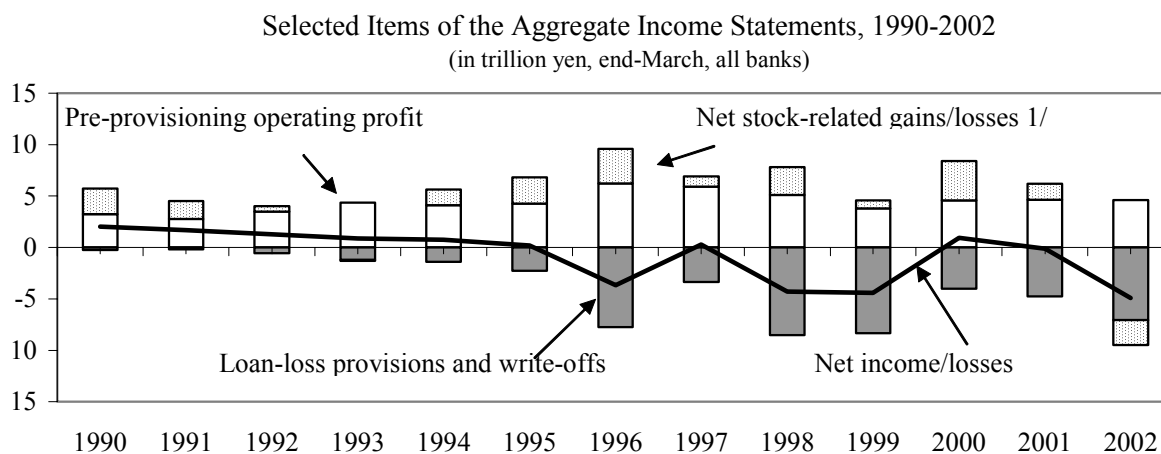 Selected Items of the Aggregate Income Statements, 1990-2002
(in trillion yen, end-March, all banks)
15
Pre-provisioning operating profit
Net stock-related gains/losses 1/
10
5
0
-5
10
Loan-loss provisions and write-offs
Net income/losses
15
1990 1991 1992 1993 1994 1995 1996 1997 1998 1999 2000 2001 2002